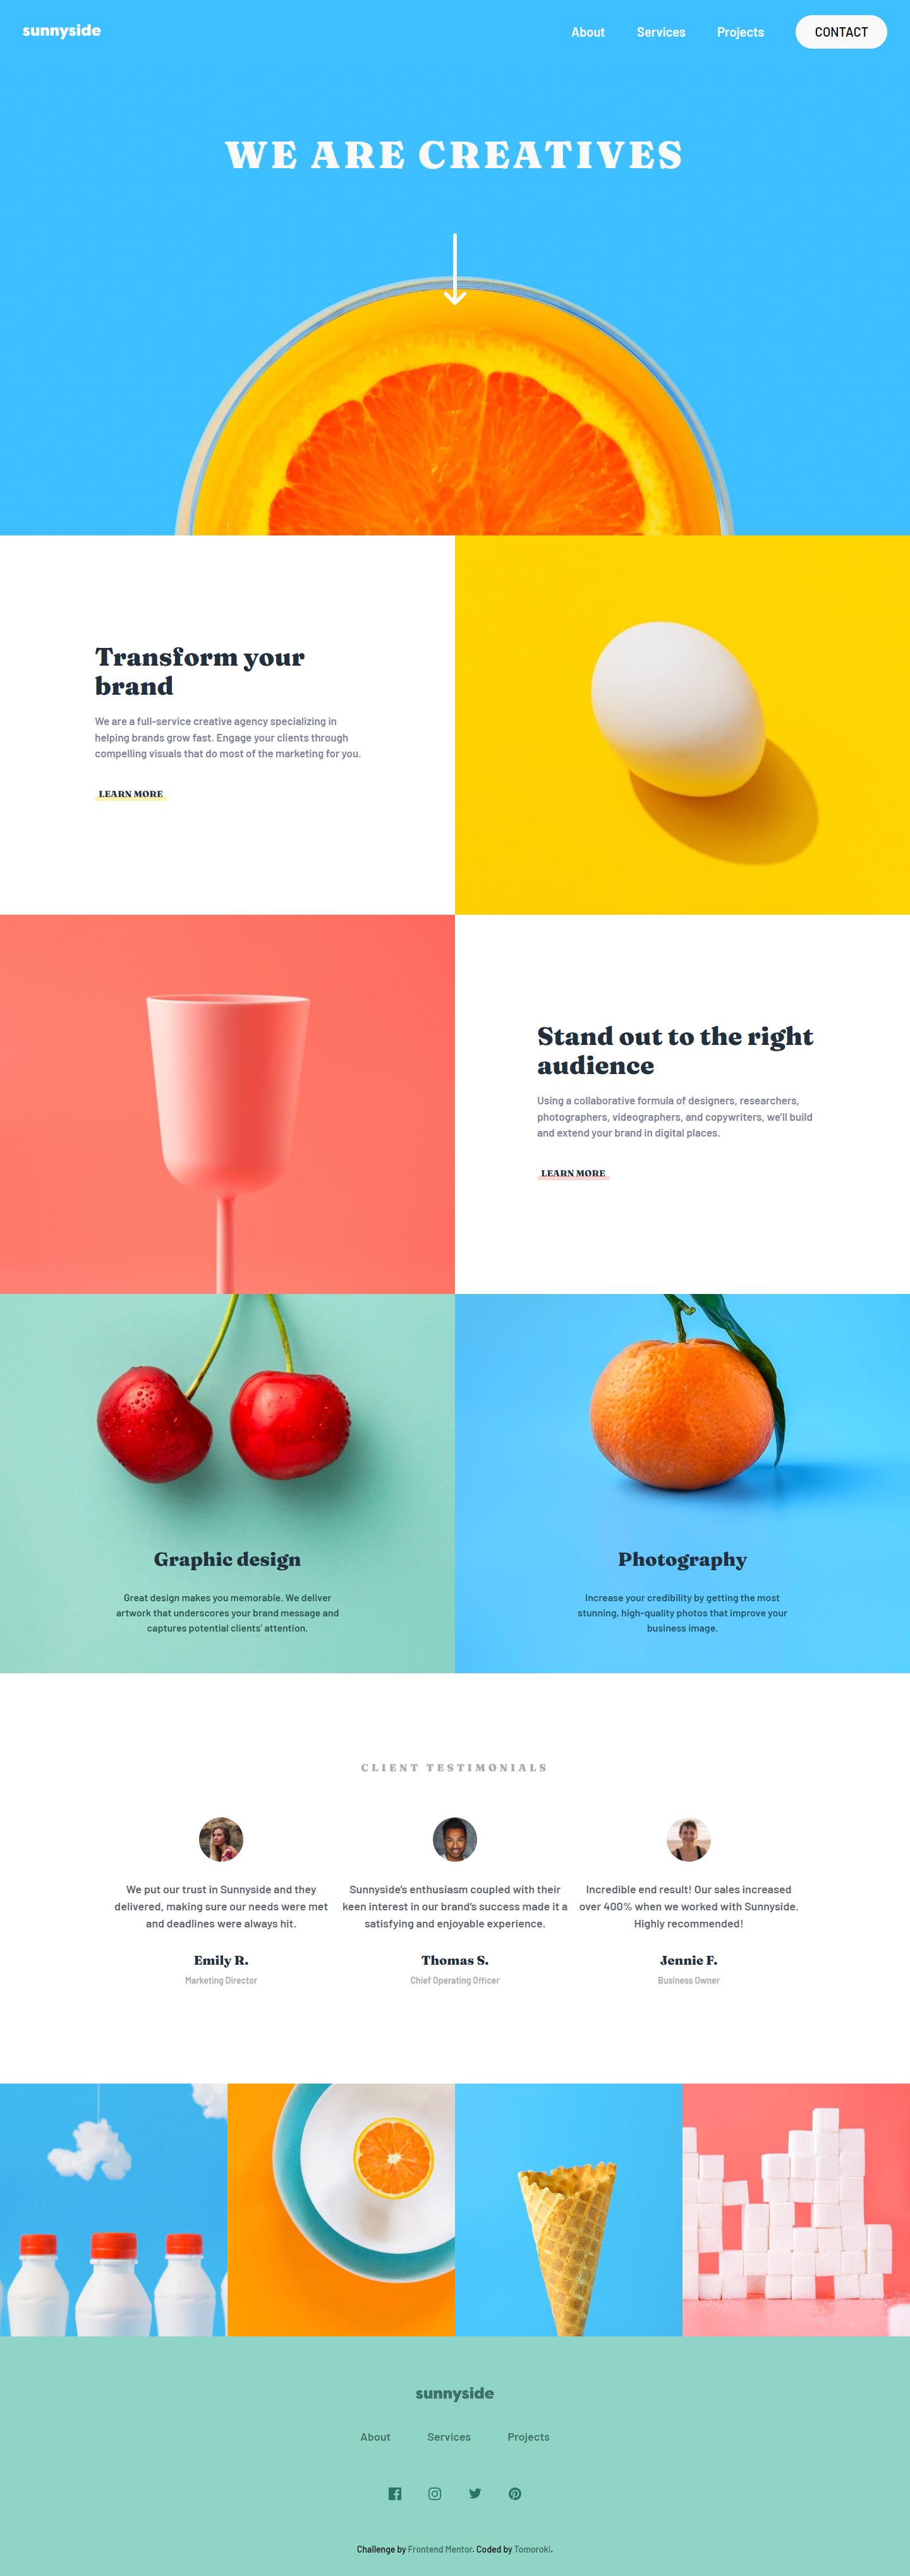 sunnyside
About Services Projects CONTACT
WE ARE CREATIVES
Transform your
brand
We are a full-service creative agency specializing in
helping brands grow fast. Engage your clients through
compelling visuals that do most of the marketing for you.
LEARN MORE
Stand out to the right
audience
Using a collaborative formula of designers, researchers,
photographers, videographers, and copywriters, we'll build
and extend your brand in digital places.
LEARN MORE
Graphic design
Great design makes you memorable. We deliver
artwork that underscores your brand message and
captures potential clients' attention.
Photography
Increase your credibility by getting the most
stunning, high-quality photos that improve your
business image.
CLIENT TESTIMONIALS
We put our trust in Sunnyside and they
delivered, making sure our needs were met
and deadlines were always hit.
Emily R.
Marketing Director
Sunnyside's enthusiasm coupled with their
keen interest in our brand's success made it a
satisfying and enjoyable experience.
Thomas S.
Chief Operating Officer
Incredible end result! Our sales increased
over 400% when we worked with Sunnyside.
Highly recommended!
Jennie F.
Business Owner
sunnyside
About Services Projects
Challenge by Frontend Mentor. Coded by Tomoroki.